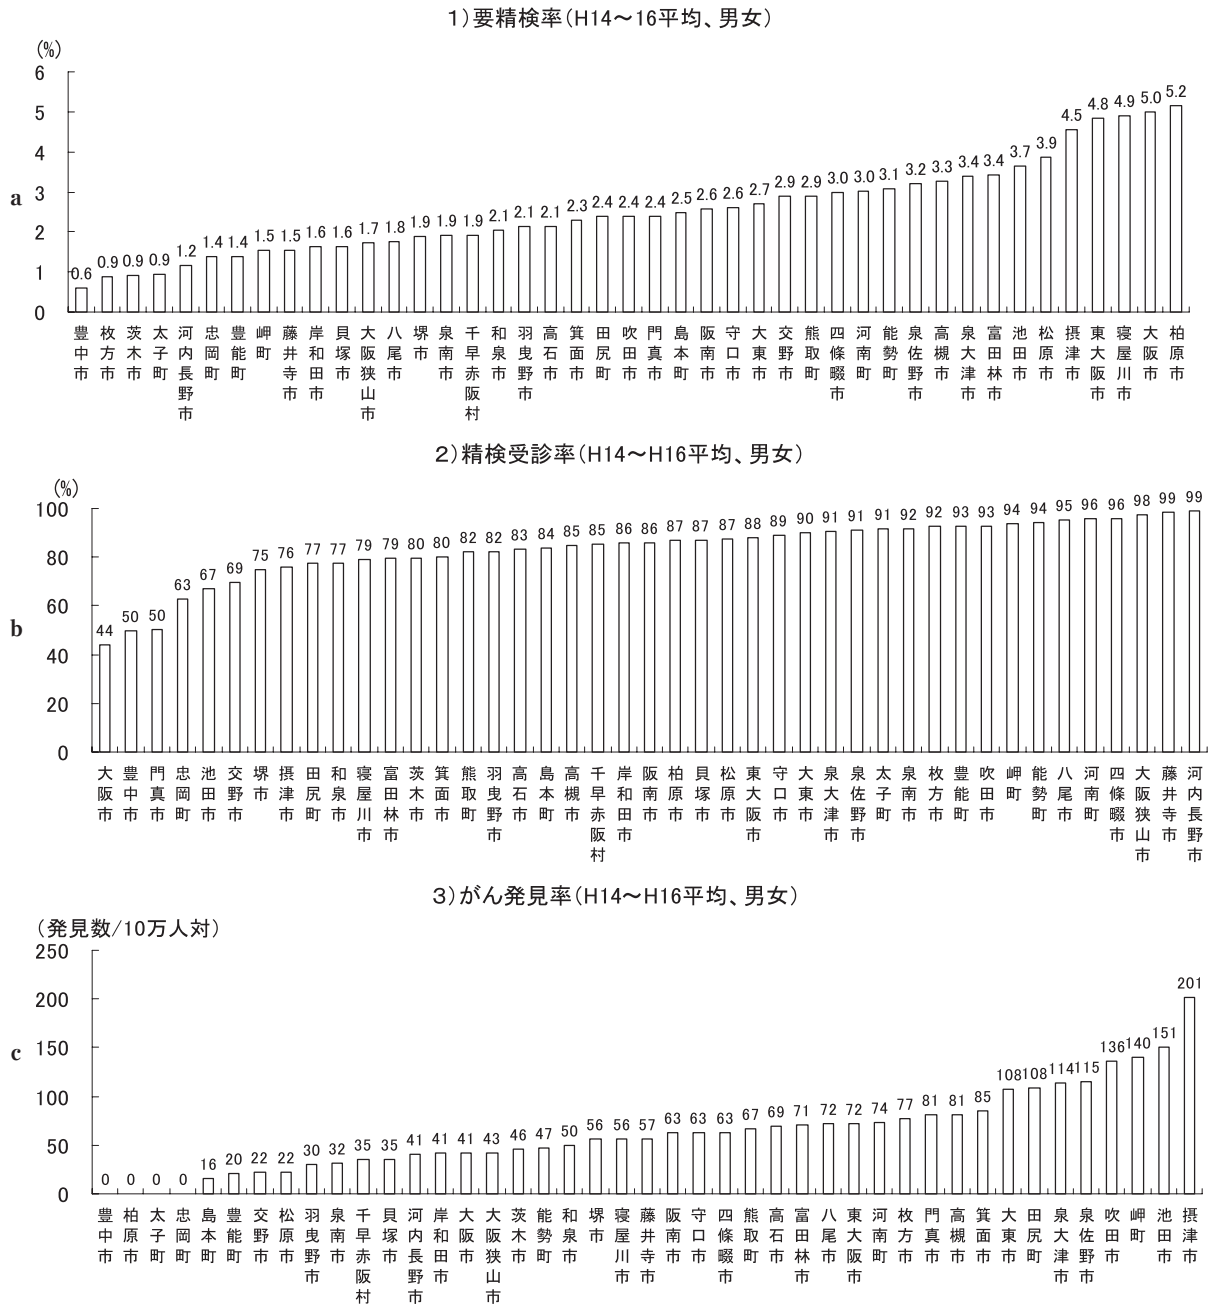 1)要精検率(H14～16平均、男女)
(%)
6
5
4
3
2
1
0
a
0.6 0.9 0.9 0.9 1.2 1.4 1.4 1.5 1.5 1.6 1.6 1.7 1.8 1.9 1.9 1.9 2.1 2.1 2.1 2.3 2.4 2.4 2.4 2.5 2.6 2.6 2.7 2.9 2.9 3.0 3.0 3.1 3.2 3.3 3.4 3.4 3.7 3.9 4.5 4.8 4.9 5.0 5.2
豊中市 枚方市 茨木市 太子町 河内長野市 忠岡町 豊能町 岬町 藤井寺市 岸和田市 貝塚市 大阪狭山市 八尾市 堺市 泉南市 千早赤阪村 和泉市 羽曳野市 高石市 箕面市 田尻町 吹田市 門真市 島本町 阪南市 守口市 大東市 交野市 熊取町 四條畷市 河南町 能勢町 泉佐野市 高槻市 泉大津市 富田林市 池田市 松原市 摂津市 東大阪市 寝屋川市 大阪市 柏原市
2)精検受診率(H14～H16平均、男女)
(%)
100
80
60
40
20
0
b
44 50 50 63 67 69 75 76 77 77 79 79 80 80 82 82 83 84 85 85 86 86 87 87 87 88 89 90 91 91 91 92 92 93 93 94 94 95 96 96 98 99 99
大阪市 豊中市 門真市 忠岡町 池田市 交野市 堺市 摂津市 田尻町 和泉市 寝屋川市 富田林市 茨木市 箕面市 熊取町 羽曳野市 高石市 島本町 高槻市 千早赤阪村 岸和田市 阪南市 柏原市 貝塚市 松原市 東大阪市 守口市 大東市 泉大津市 泉佐野市 太子町 泉南市 枚方市 豊能町 吹田市 岬町 能勢町 八尾市 河南町 四條畷市 大阪狭山市 藤井寺市 河内長野市
3)がん発見率(H14～H16平均、男女)
(発見数/10万人対)
250
200
150
100
50
0
c
0 0 0 0 16 20 22 22 30 32 35 35 41 41 41 43 46 47 50 56 56 57 63 63 63 67 69 71 72 72 74 77 81 81 85 108 108 114 115 136 140 151 201
豊中市 柏原市 太子町 忠岡町 島本町 豊能町 交野市 松原市 羽曳野市 泉南市 千早赤阪村 貝塚市 河内長野市 岸和田市 大阪市 大阪狭山市 茨木市 能勢町 和泉市 堺市 寝屋川市 藤井寺市 阪南市 守口市 四條畷市 熊取町 高石市 富田林市 八尾市 東大阪市 河南町 枚方市 門真市 高槻市 箕面市 大東市 田尻町 泉大津市 泉佐野市 吹田市 岬町 池田市 摂津市